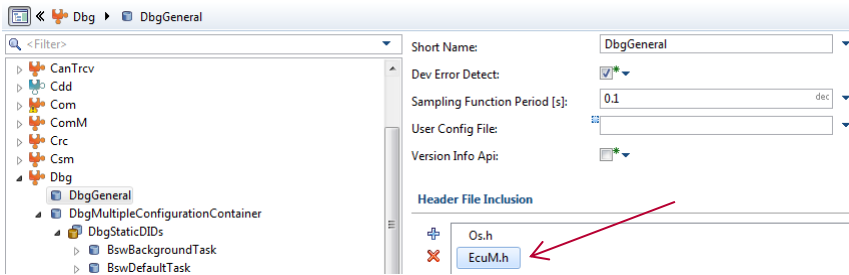 Dbg DbgGeneral
<Filter>
CanTrcv
Cdd
Com
ComM
Crc
Csm
Dbg
DbgGeneral
DbgMultipleConfigurationContainer
DbgStaticDIDs
BswBackgroundTask
BswDefaultTask
Short Name: DbgGeneral
Dev Error Detect:
Sampling Function Period [s]: 0.1 dec
User Config File:
Version Info Api:
Header File Inclusion
Os.h
EcuM.h